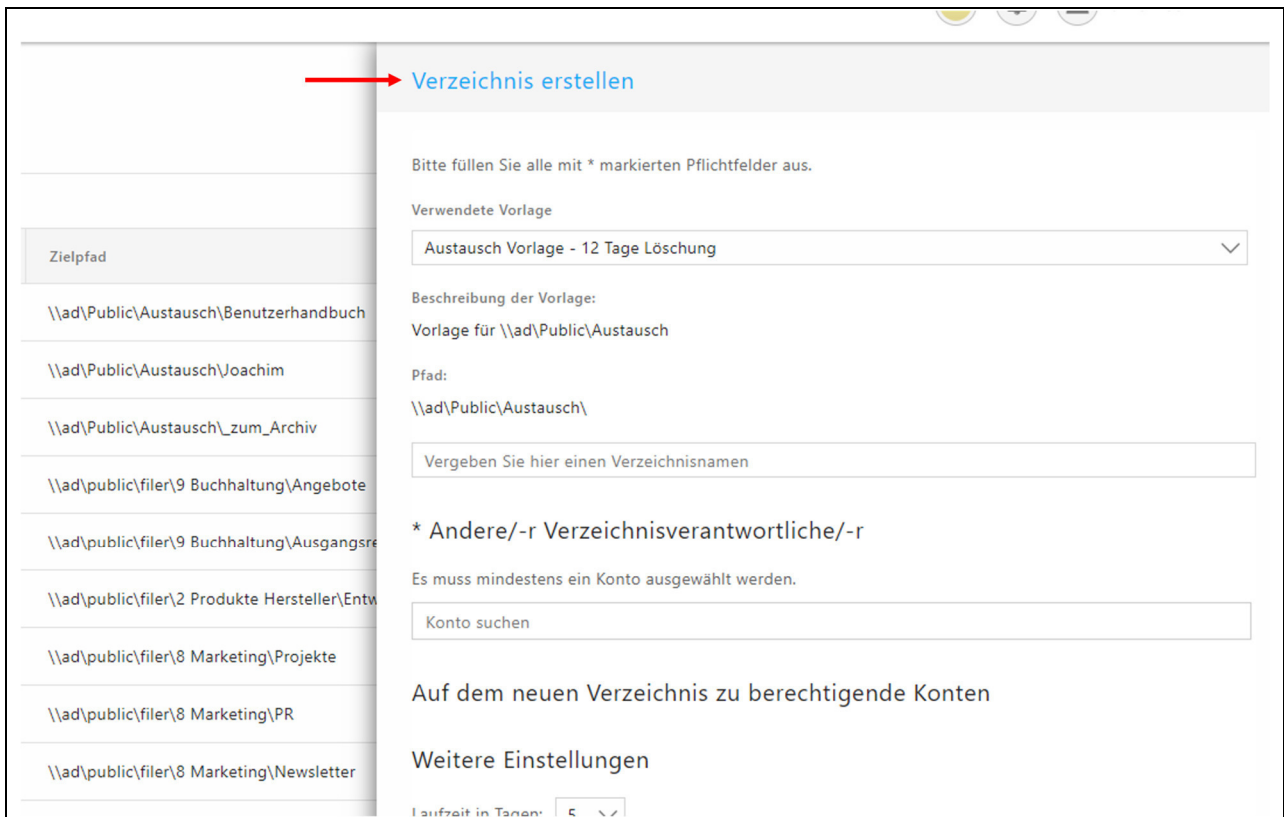 Verzeichnis erstellen
Bitte füllen Sie alle mit * markierten Pflichtfelder aus.
Verwendete Vorlage
Austausch Vorlage - 12 Tage Löschung
Beschreibung der Vorlage:
Vorlage für \\ad\Public\Austausch
Pfad:
\\ad\Public\Austausch\
Vergeben Sie hier einen Verzeichnisnamen
* Andere/-r Verzeichnisverantwortliche/-r
Es muss mindestens ein Konto ausgewählt werden.
Konto suchen
Auf dem neuen Verzeichnis zu berechtigende Konten
Weitere Einstellungen
Laufzeit in Tagen: 5
Zielpfad
\\ad\Public\Austausch\Benutzerhandbuch
\\ad\Public\Austausch\Joachim
\\ad\Public\Austausch\_zum_Archiv
\\ad\public\filer\9 Buchhaltung\Angebote
\\ad\public\filer\9 Buchhaltung\Ausgangsre
\\ad\public\filer\2 Produkte Hersteller\Entw
\\ad\public\filer\8 Marketing\Projekte
\\ad\public\filer\8 Marketing\PR
\\ad\public\filer\8 Marketing\Newsletter